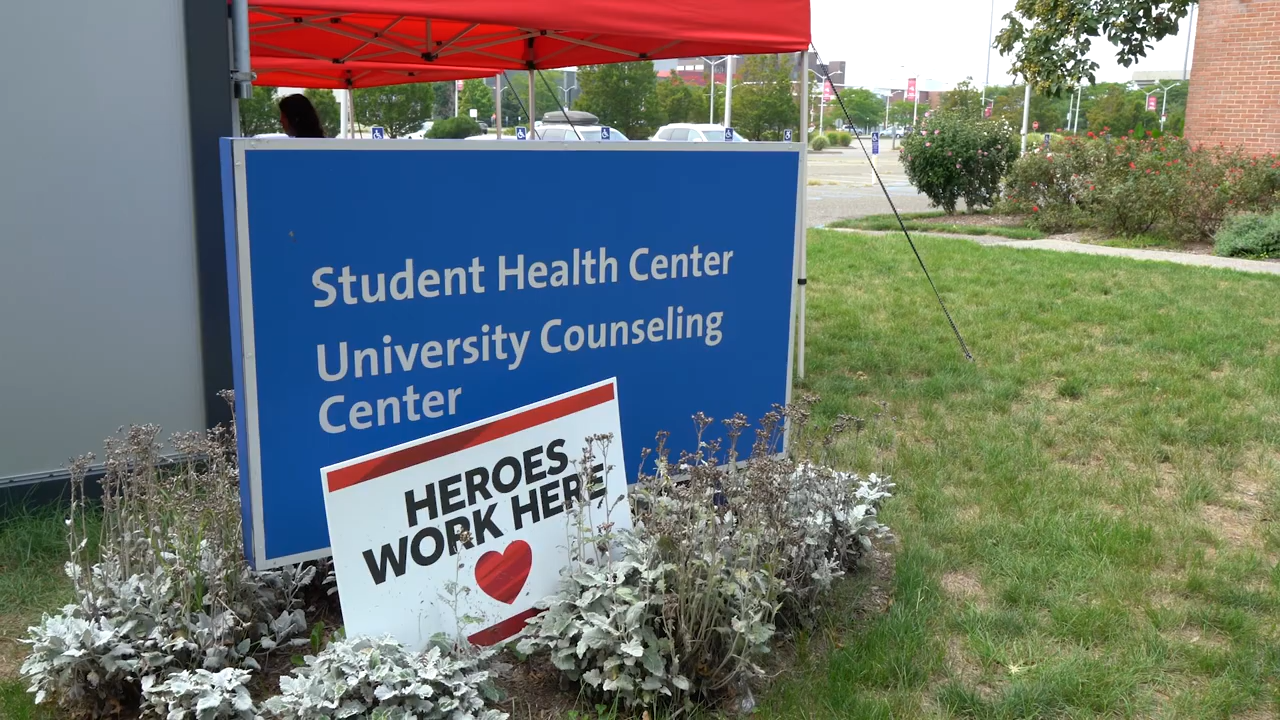 Student Health Center
University Counseling
Center
HEROES
WORK HERE